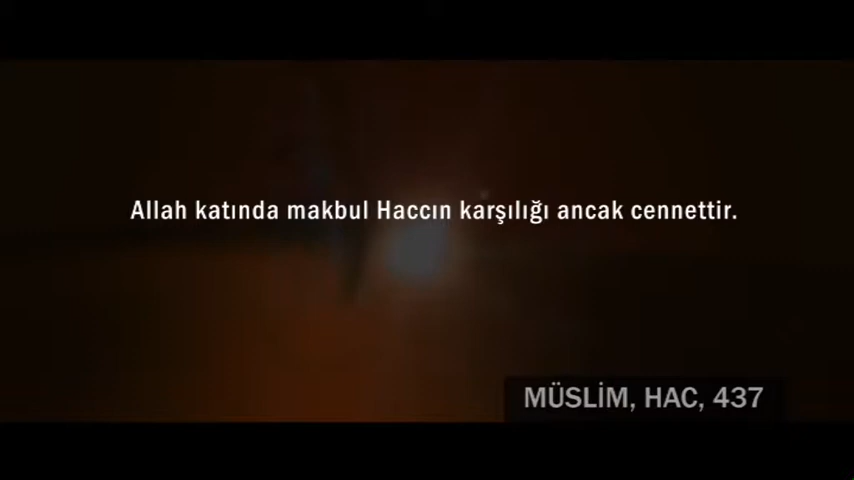 Allah katında makbul Haccın karşılığı ancak cennettir.
MÜSLİM, HAC, 437